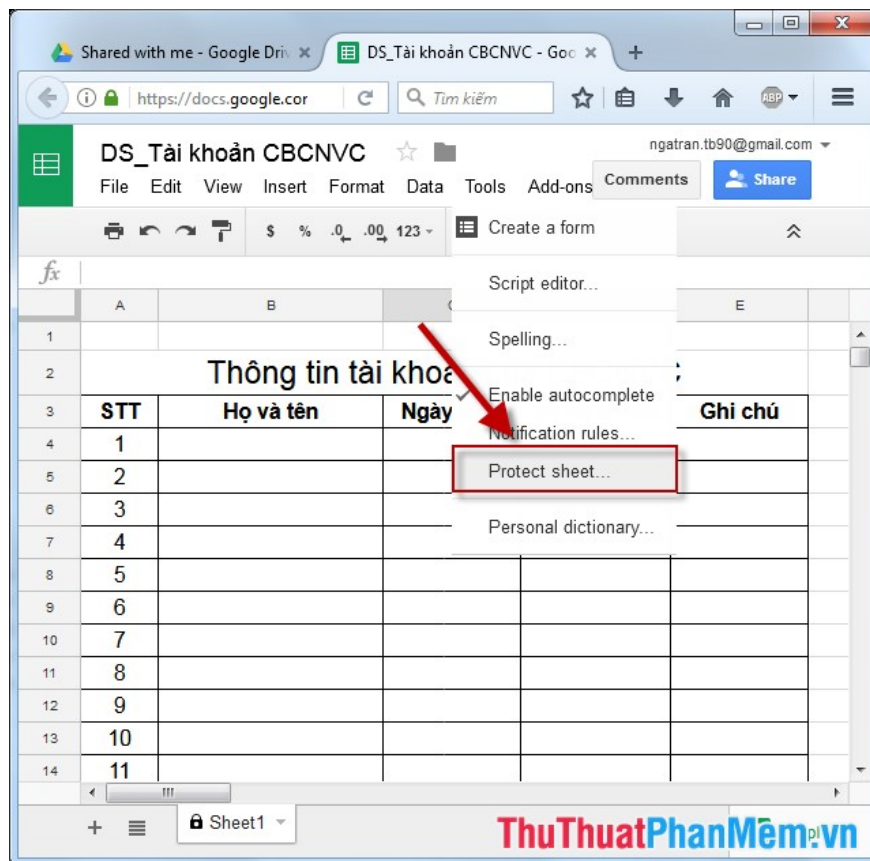 Shared with me - Google Driv
DS_Tài khoản CBCNVC - Goo
https://docs.google.cor
Tìm kiếm
ABP
DS_Tài khoản CBCNVC
ngatran.tb90@gmail.com
File Edit View Insert Format Data Tools Add-ons
Comments
Share
$ % .0 .00 123
Create a form
fx
Script editor...
A B C E
Spelling...
1
2 Thông tin tài khoả C
Enable autocomplete
3 STT Họ và tên Ngày Ghi chú
Notification rules...
4 1
Protect sheet...
5 2
6 3
Personal dictionary...
7 4
8 5
9 6
10 7
11 8
12 9
13 10
14 11
Sheet1
ThuThuatPhanMem.vn